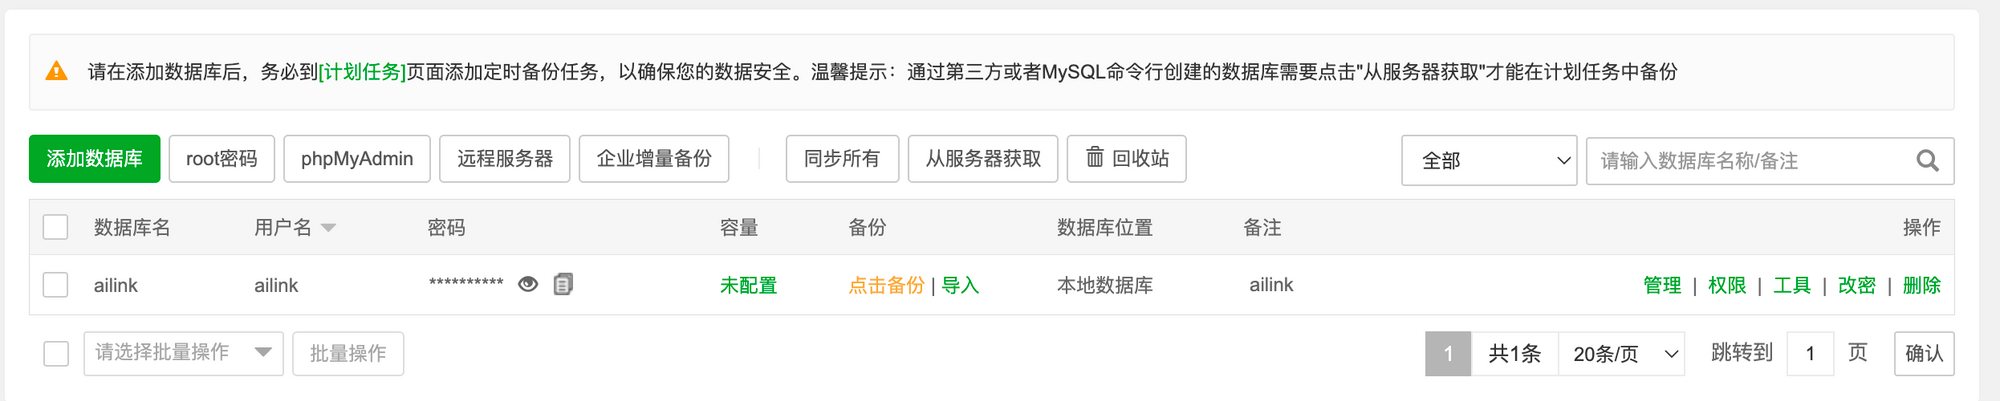 请在添加数据库后，务必到[计划任务]页面添加定时备份任务，以确保您的数据安全。温馨提示：通过第三方或者MySQL命令行创建的数据库需要点击"从服务器获取"才能在计划任务中备份
添加数据库 root密码 phpMyAdmin 远程服务器 企业增量备份 同步所有 从服务器获取 回收站 全部 请输入数据库名称/备注
数据库名 用户名 密码 容量 备份 数据库位置 备注 操作
ailink ailink ********** 未配置 点击备份 | 导入 本地数据库 ailink 管理 | 权限 | 工具 | 改密 | 删除
请选择批量操作 批量操作 1 共1条 20条/页 跳转到 1 页 确认